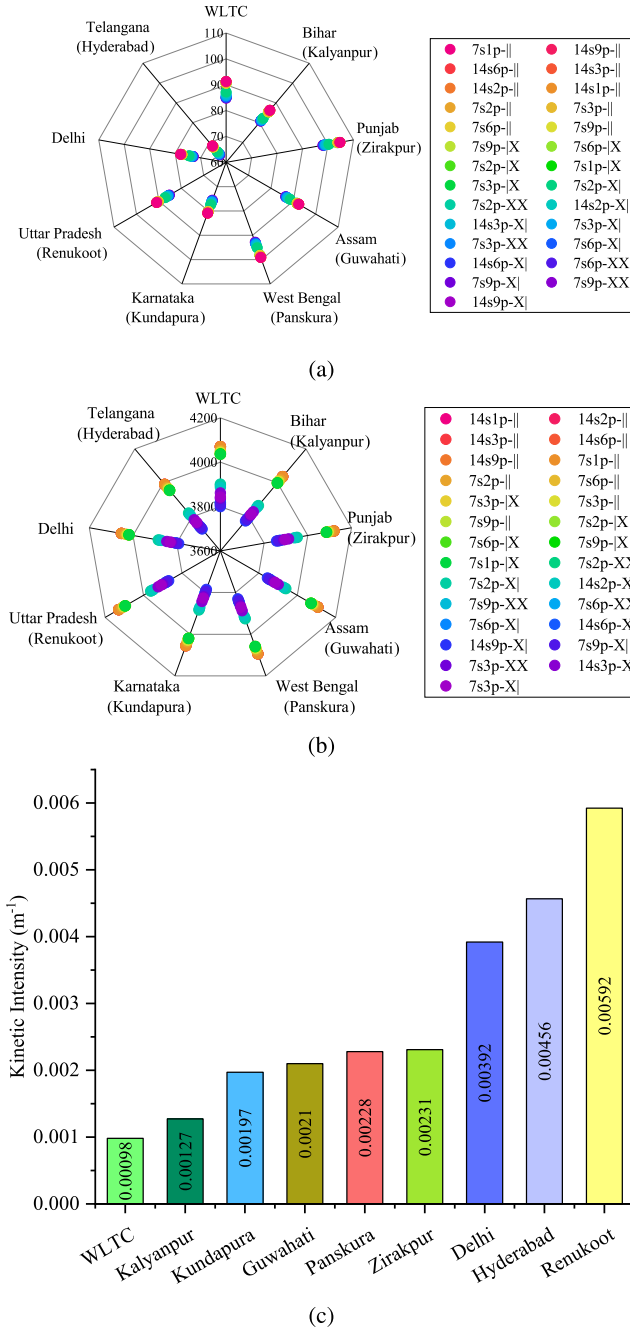 WLTC
Telangana
(Hyderabad)
110
100
90
80
70
60
Bihar
(Kalyanpur)
Delhi
Punjab
(Zirakpur)
Uttar Pradesh
(Renukoot)
Assam
(Guwahati)
Karnataka
(Kundapura)
West Bengal
(Panskura)
7s1p-|| 14s9p-||
14s6p-|| 14s3p-||
14s2p-|| 14s1p-||
7s2p-|| 7s3p-||
7s6p-|| 7s9p-||
7s9p-|X 7s6p-|X
7s2p-|X 7s1p-|X
7s3p-|X 7s2p-X|
7s2p-XX 14s2p-X|
14s3p-X| 7s3p-X|
7s3p-XX 7s6p-X|
14s6p-X| 7s6p-XX
7s9p-X| 7s9p-XX
14s9p-X|
(a)
WLTC
Telangana
(Hyderabad)
4200
4000
3800
3600
Bihar
(Kalyanpur)
Delhi
Punjab
(Zirakpur)
Uttar Pradesh
(Renukoot)
Assam
(Guwahati)
Karnataka
(Kundapura)
West Bengal
(Panskura)
14s1p-|| 14s2p-||
14s3p-|| 14s6p-||
14s9p-|| 7s1p-||
7s2p-|| 7s6p-||
7s3p-|X 7s3p-||
7s9p-|| 7s2p-|X
7s6p-|X 7s9p-|X
7s1p-|X 7s2p-XX
7s2p-X| 14s2p-X
7s9p-XX 7s6p-XX
7s6p-X| 14s6p-X
14s9p-X| 7s9p-X|
7s3p-XX 14s3p-X
7s3p-X|
(b)
Kinetic Intensity (m⁻¹)
0.006
0.005
0.004
0.003
0.002
0.001
0.000
0.00098
0.00127
0.00197
0.0021
0.00228
0.00231
0.00392
0.00456
0.00592
WLTC
Kalyanpur
Kundapura
Guwahati
Panskura
Zirakpur
Delhi
Hyderabad
Renukoot
(c)